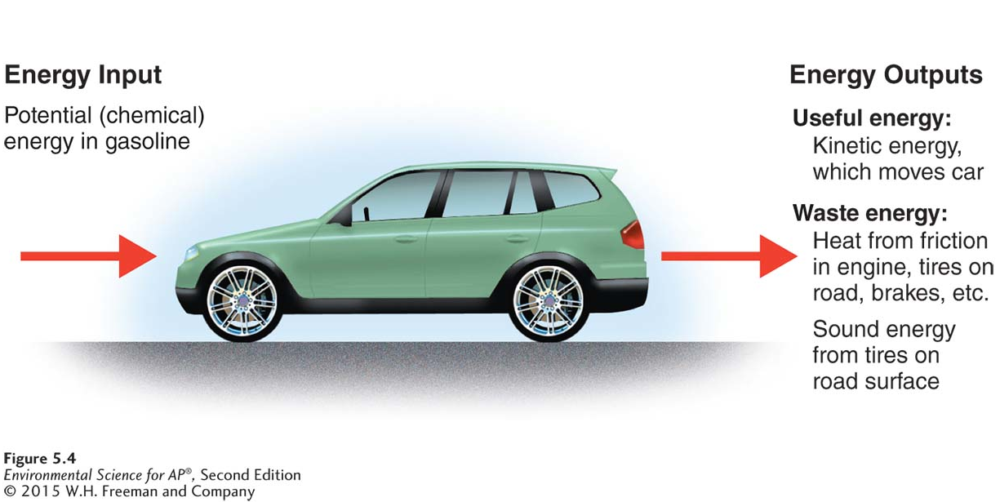 Energy Input
Potential (chemical)
energy in gasoline
Energy Outputs
Useful energy:
Kinetic energy,
which moves car
Waste energy:
Heat from friction
in engine, tires on
road, brakes, etc.
Sound energy
from tires on
road surface
Figure 5.4
Environmental Science for AP®, Second Edition
© 2015 W.H. Freeman and Company